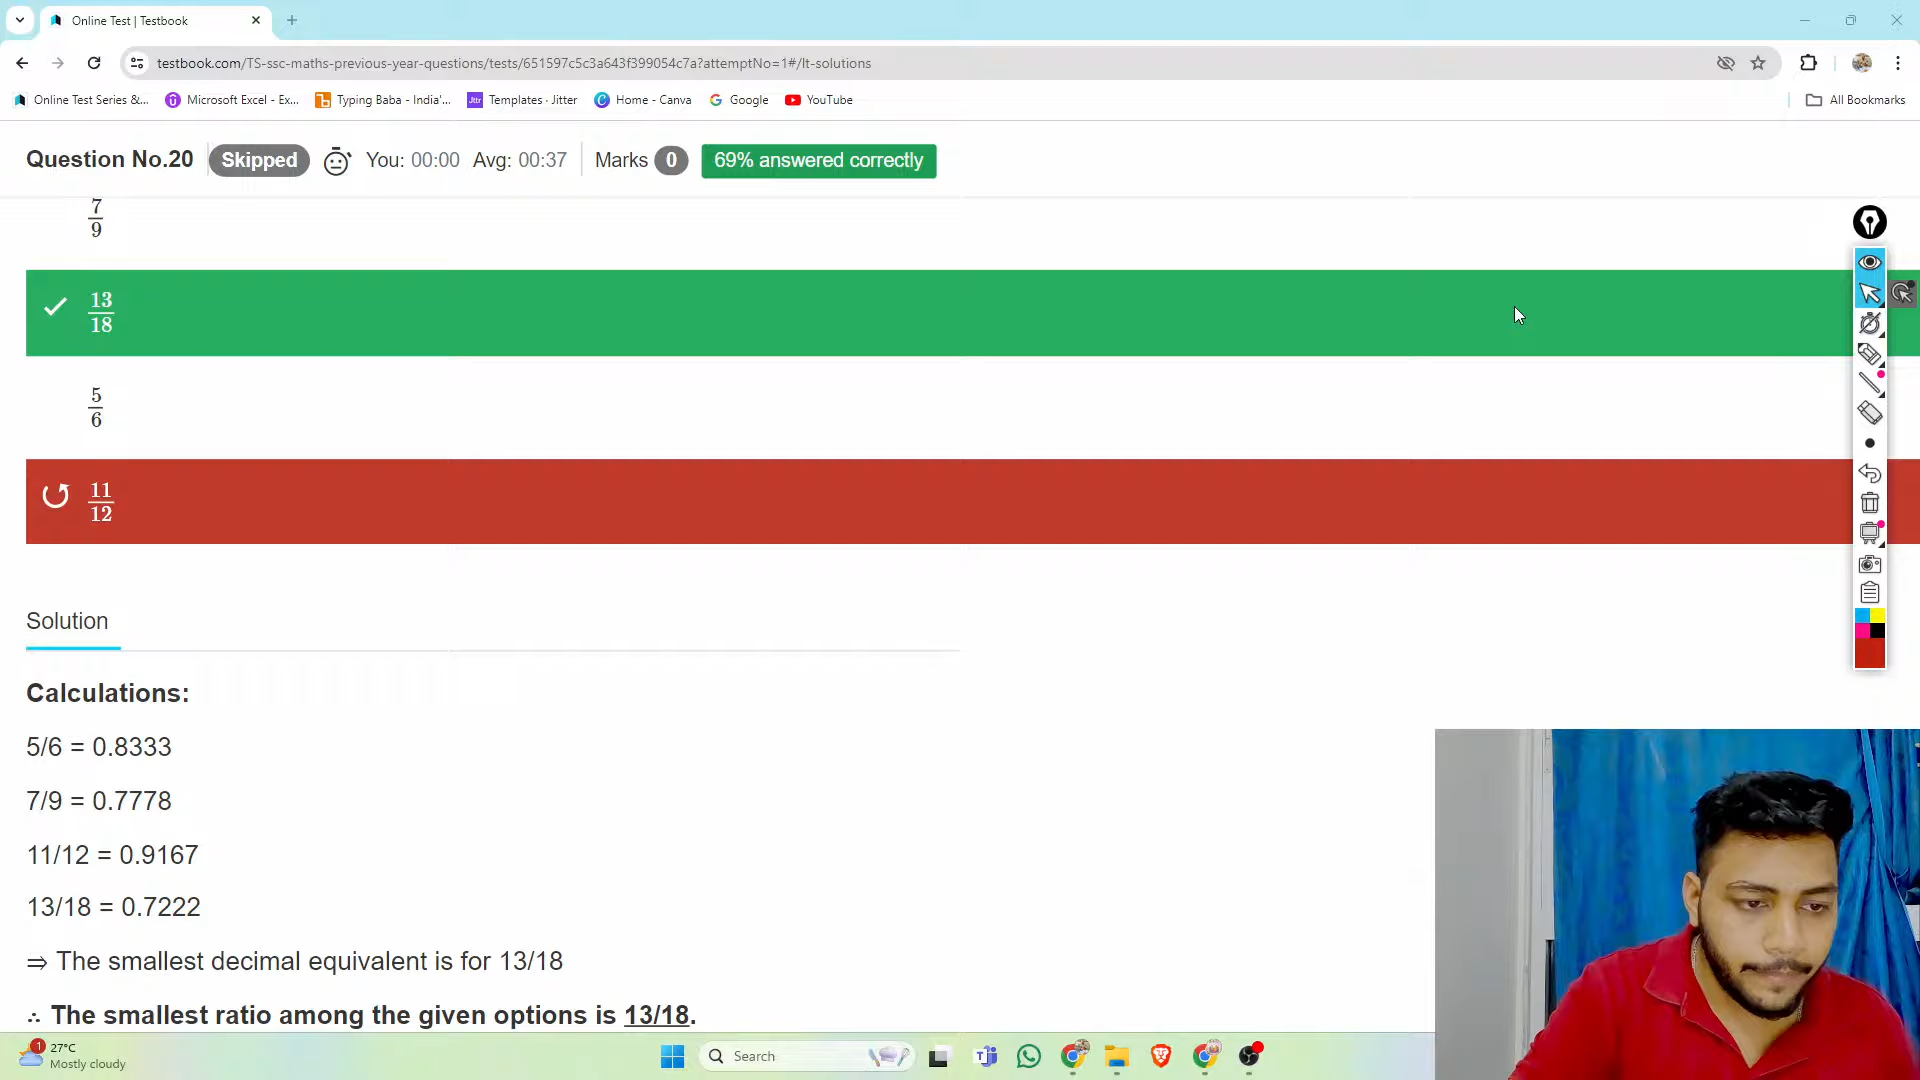 Online Test | Testbook
testbook.com/TS-ssc-maths-previous-year-questions/tests/651597c5c3a643f399054c7a?attemptNo=1#/lt-solutions
Online Test Series &... Microsoft Excel - Ex... Typing Baba - India'... Jttr Templates · Jitter Home - Canva Google YouTube All Bookmarks
Question No.20 Skipped You: 00:00 Avg: 00:37 Marks 0 69% answered correctly
7
9
13
18
5
6
11
12
Solution
Calculations:
5/6 = 0.8333
7/9 = 0.7778
11/12 = 0.9167
13/18 = 0.7222
⇒ The smallest decimal equivalent is for 13/18
∴ The smallest ratio among the given options is 13/18.
1 27°C
Mostly cloudy
Search